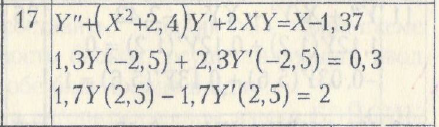 17 Y"+(X²+2,4)Y'+2XY=X-1,37
1,3Y(-2,5) + 2,3Y'(-2,5) = 0,3
1,7Y(2,5) - 1,7Y'(2,5) = 2